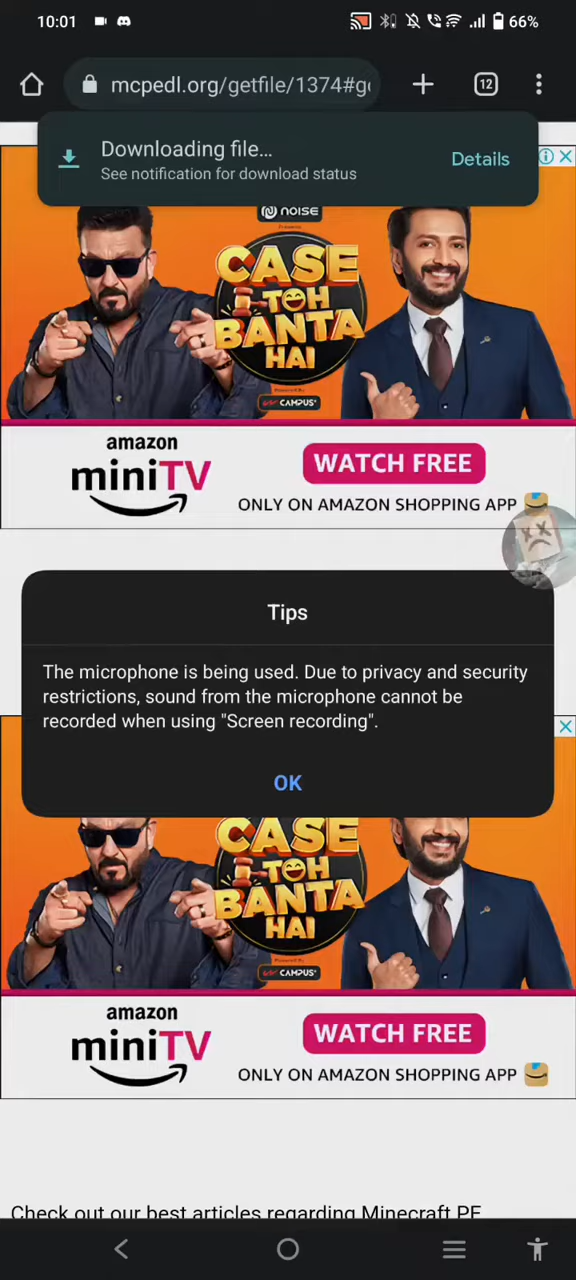 10:01
66%
mcpedl.org/getfile/1374#g
12
Downloading file...
See notification for download status
Details
noise
CASE
TOH
BANTA
HAI
CAMPUS
amazon
miniTV
WATCH FREE
ONLY ON AMAZON SHOPPING APP
Tips
The microphone is being used. Due to privacy and security
restrictions, sound from the microphone cannot be
recorded when using "Screen recording".
OK
CASE
TOH
BANTA
HAI
CAMPUS
amazon
miniTV
WATCH FREE
ONLY ON AMAZON SHOPPING APP
Check out our best articles regarding Minecraft PE